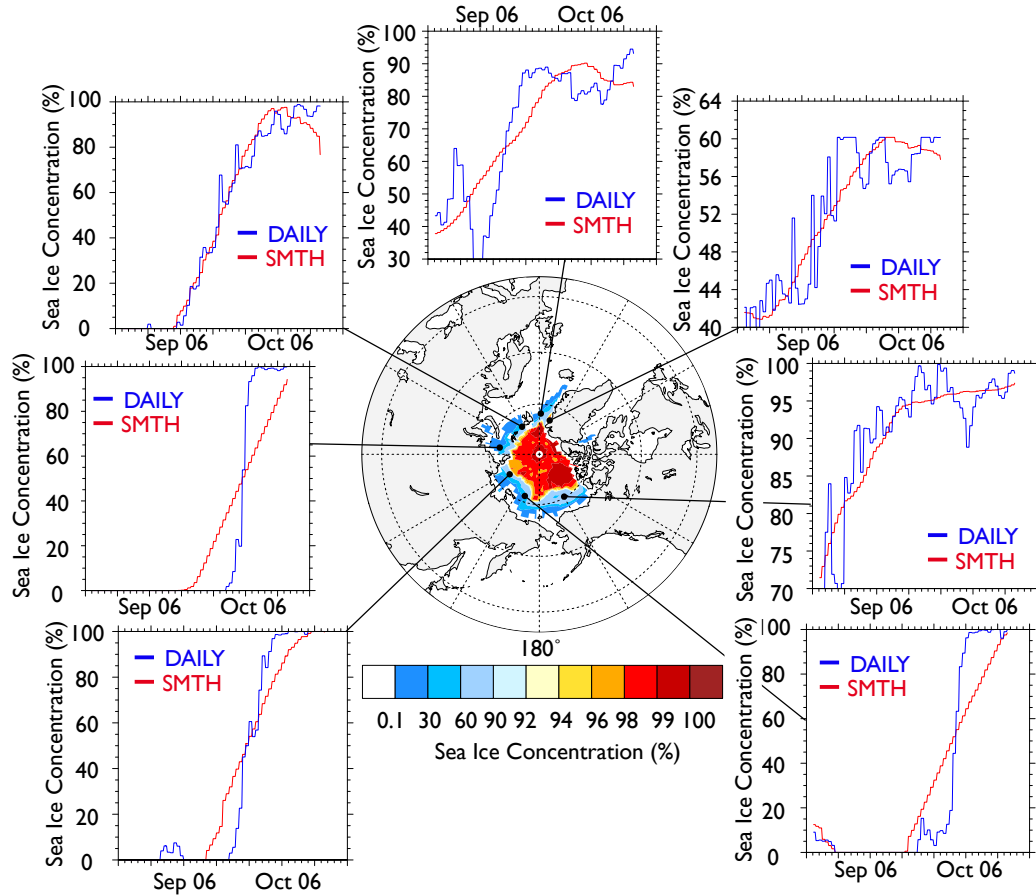 Sep 06 Oct 06
Sea Ice Concentration (%)
100
90
80
70
60
50
40
30
DAILY
SMTH
Sea Ice Concentration (%)
100
80
60
40
20
0
DAILY
SMTH
Sep 06 Oct 06
Sea Ice Concentration (%)
64
60
56
52
48
44
40
DAILY
SMTH
Sep 06 Oct 06
Sea Ice Concentration (%)
100
80
60
40
20
0
DAILY
SMTH
Sep 06 Oct 06
Sea Ice Concentration (%)
100
95
90
85
80
75
70
DAILY
SMTH
Sep 06 Oct 06
Sea Ice Concentration (%)
100
80
60
40
20
0
DAILY
SMTH
Sep 06 Oct 06
180°
0.1 30 60 90 92 94 96 98 99 100
Sea Ice Concentration (%)
Sea Ice Concentration (%)
100
80
60
40
20
0
DAILY
SMTH
Sep 06 Oct 06